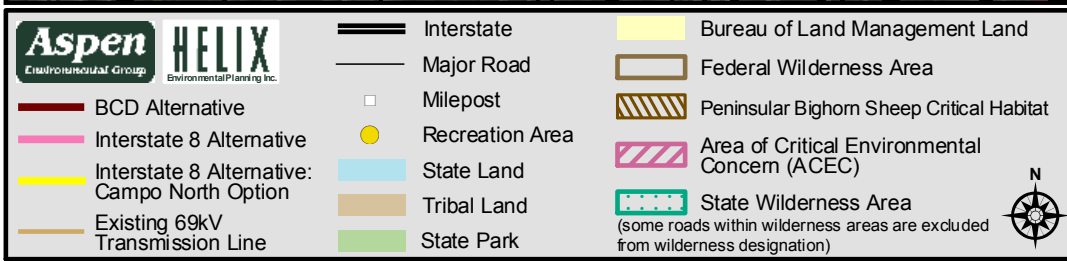 Aspen
Environmental Group
HELIX
Environmental Planning Inc.
BCD Alternative
Interstate 8 Alternative
Interstate 8 Alternative:
Campo North Option
Existing 69kV
Transmission Line
Interstate
Major Road
Milepost
Recreation Area
State Land
Tribal Land
State Park
Bureau of Land Management Land
Federal Wilderness Area
Peninsular Bighorn Sheep Critical Habitat
Area of Critical Environmental
Concern (ACEC)
State Wilderness Area
(some roads within wilderness areas are excluded
from wilderness designation)
N